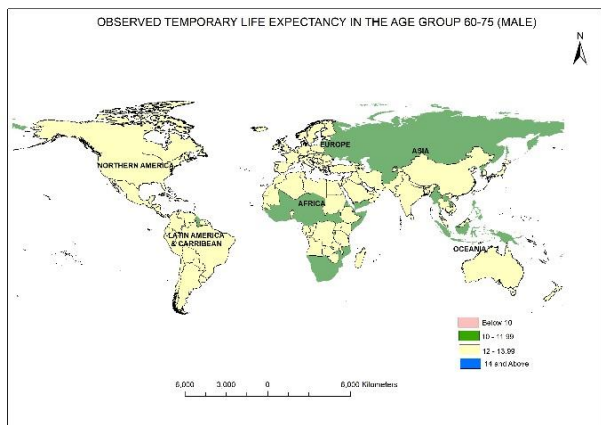 OBSERVED TEMPORARY LIFE EXPECTANCY IN THE AGE GROUP 60-75 (MALE)
N
EUROPE
ASIA
NORTHERN AMERICA
AFRICA
LATIN AMERICA
& CARRIBEAN
OCEANIA
Below 10
10 - 11.99
12 - 13.99
14 and Above
6,000 3,000 0 6,000 Kilometers